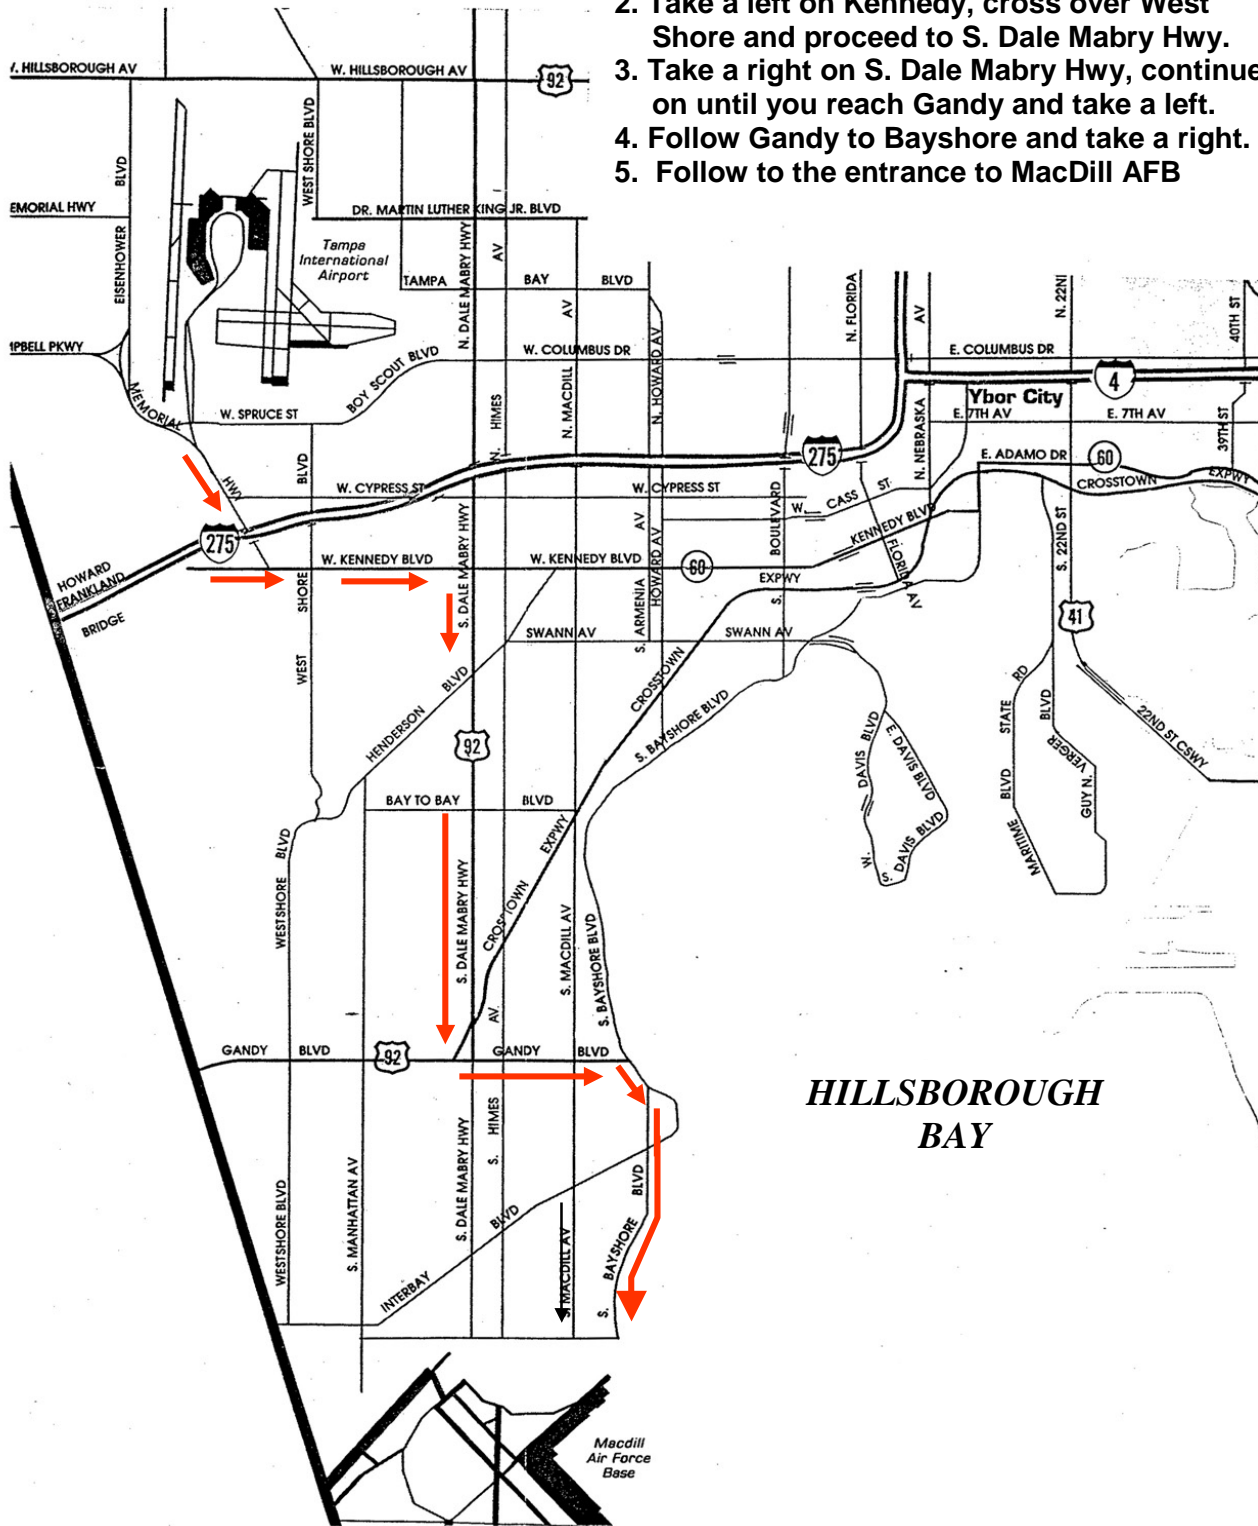 2. Take a left on Kennedy, cross over West
Shore and proceed to S. Dale Mabry Hwy.
3. Take a right on S. Dale Mabry Hwy, continue
on until you reach Gandy and take a left.
4. Follow Gandy to Bayshore and take a right.
5. Follow to the entrance to MacDill AFB
. HILLSBOROUGH AV
W. HILLSBOROUGH AV
92
EISENHOWER BLVD
WEST SHORE BLVD
EMORIAL HWY
DR. MARTIN LUTHER KING JR. BLVD
Tampa
International
Airport
N. DALE MABRY HWY
AV
TAMPA BAY BLVD
N. FLORIDA
AV
N. 22N
40TH ST
PBELL PKWY
BOY SCOUT BLVD
W. COLUMBUS DR
E. COLUMBUS DR
N. HIMES
N. MACDILL AV
N. HOWARD AV
4
Ybor City
MEMORIAL HWY
W. SPRUCE ST
E. 7TH AV
E. 7TH AV
39TH ST
N. NEBRASKA
BLVD
275
E. ADAMO DR
60
CROSSTOWN
EXPWY
W. CYPRESS ST
W. CYPRESS ST
W. CASS ST
275
HOWARD
FRANKLAND
BRIDGE
W. KENNEDY BLVD
W. KENNEDY BLVD
60
KENNEDY BLVD
EXPWY
S. BOULEVARD
FLORIDA AV
S. 22ND ST
41
WEST SHORE
S. DALE MABRY HWY
S. ARMENIA AV
HOWARD AV
SWANN AV
SWANN AV
HENDERSON BLVD
CROSSTOWN
S. BAYSHORE BLVD
92
W. DAVIS BLVD
E. DAVIS BLVD
S. DAVIS BLVD
STATE RD
BLVD
MARITIME BLVD
GUY N. VERGER
22ND ST CSWY
BAY TO BAY BLVD
WESTSHORE BLVD
S. DALE MABRY HWY
CROSSTOWN EXPWY
S. MACDILL AV
S. BAYSHORE BLVD
AV
GANDY BLVD
92
GANDY BLVD
HILLSBOROUGH
BAY
S. HIMES
S. DALE MABRY HWY
S. MANHATTAN AV
WESTSHORE BLVD
INTERBAY BLVD
S. MACDILL AV
S. BAYSHORE BLVD
Macdill
Air Force
Base